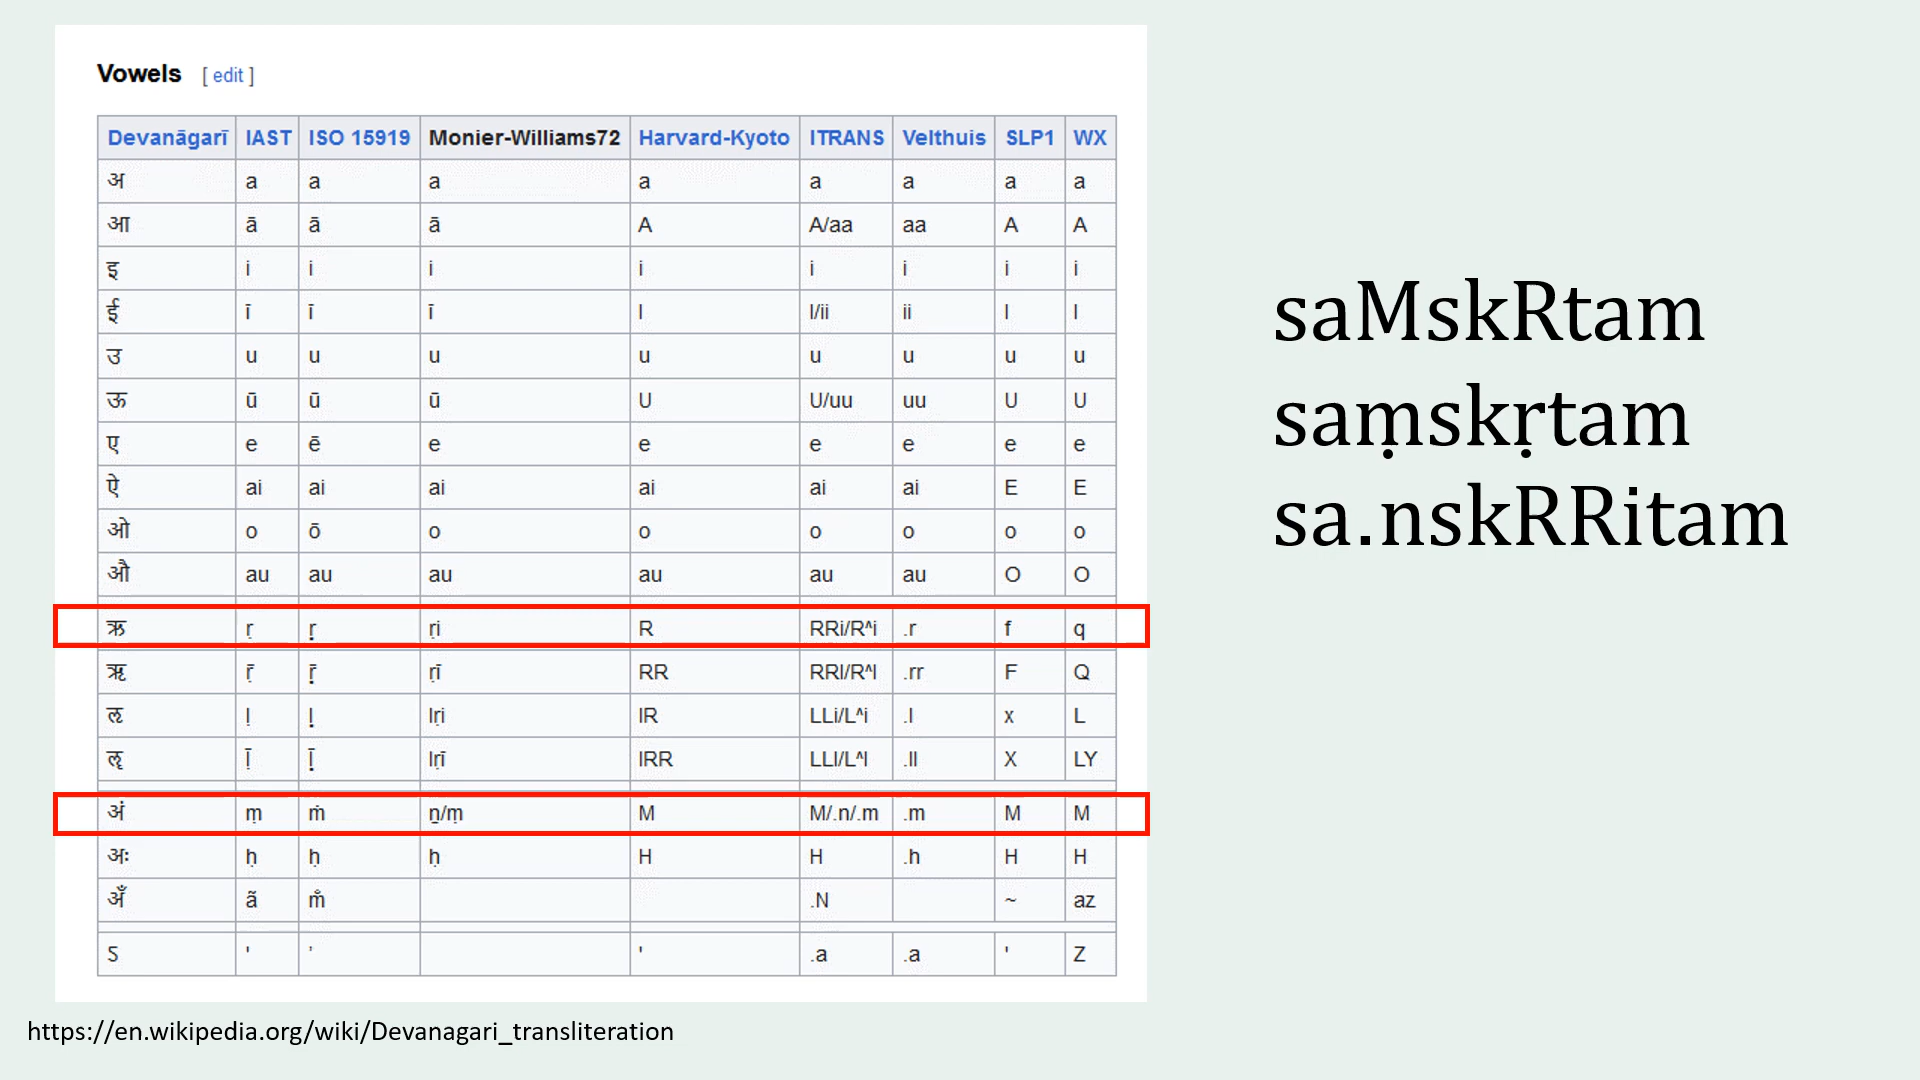 Vowels [ edit ]
Devanāgarī IAST ISO 15919 Monier-Williams72 Harvard-Kyoto ITRANS Velthuis SLP1 WX
अ a a a a a a a a
आ ā ā ā A A/aa aa A A
इ i i i i i i i i
ई ī ī ī I I/ii ii I I
उ u u u u u u u u
ऊ ū ū ū U U/uu uu U U
ए e ē e e e e e e
ऐ ai ai ai ai ai ai E E
ओ o ō o o o o o o
औ au au au au au au O O
ऋ ṛ r̥ ṛi R RRi/R^i .r f q
ॠ ṝ r̥̄ ṛī RR RRI/R^I .rr F Q
ऌ ḷ l̥ lṛi lR LLi/L^i .l x L
ॡ ḹ l̥̄ lṛī lRR LLI/L^I .ll X LY
अं ṃ ṁ ṉ/ṃ M M/.n/.m .m M M
अः ḥ ḥ ḥ H H .h H H
अँ ã m̐ .N ~ az
ऽ ' ’ ' .a .a ' Z
saMskRtam
saṃskṛtam
sa.nskRRitam
https://en.wikipedia.org/wiki/Devanagari_transliteration